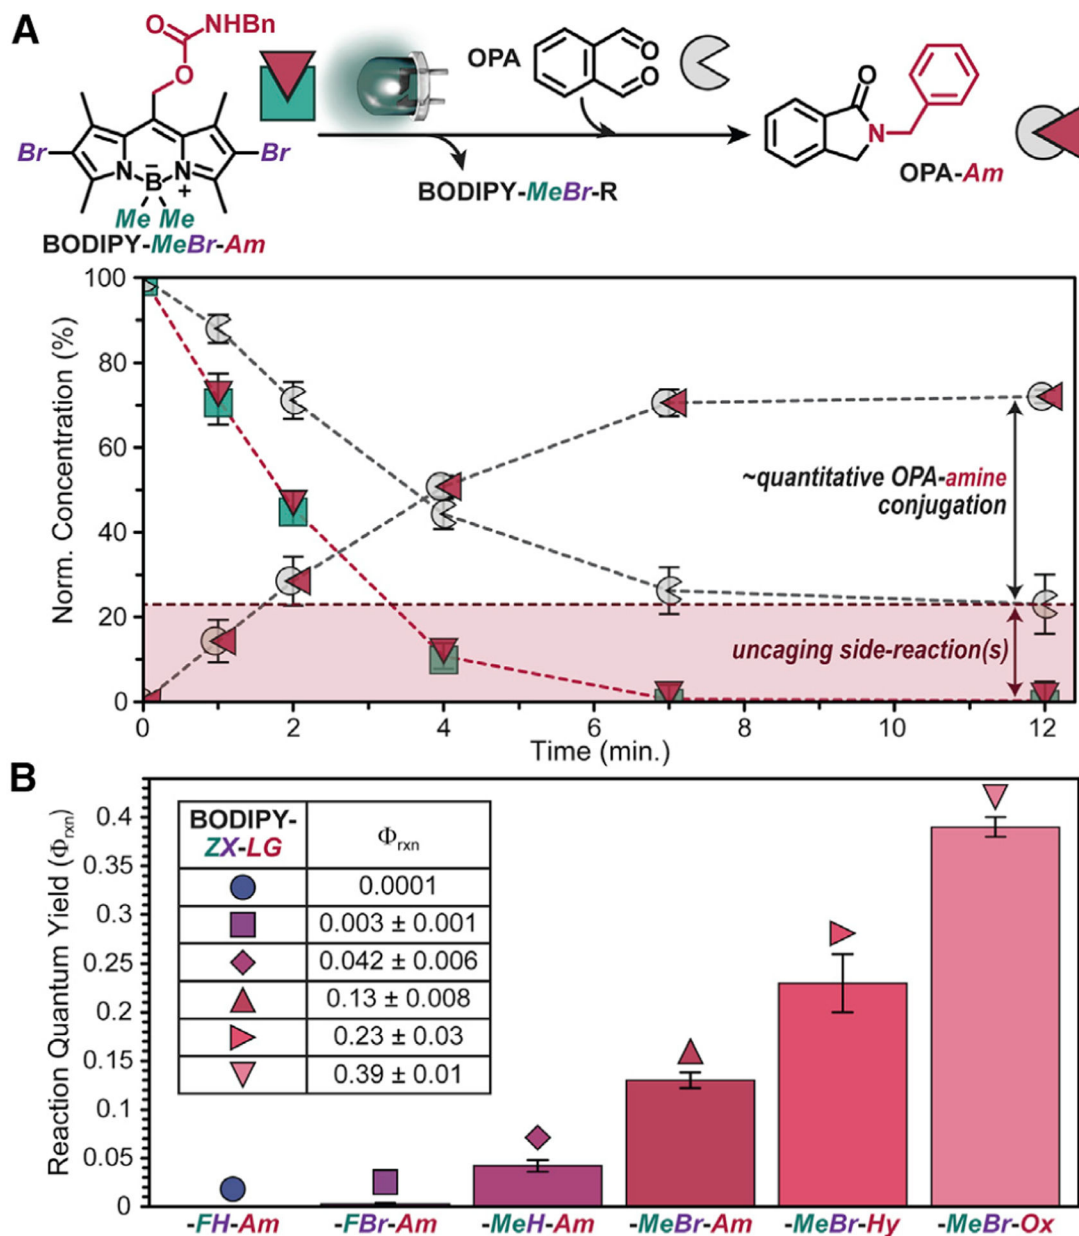 A
O
NHBn
O
Br
Br
N
N
B
−
+
Me Me
BODIPY-MeBr-Am
OPA
O
O
BODIPY-MeBr-R
O
N
OPA-Am
Norm. Concentration (%)
100
80
60
40
20
0
~quantitative OPA-amine
conjugation
uncaging side-reaction(s)
0 2 4 6 8 10 12
Time (min.)
B
Reaction Quantum Yield (Φrxn)
0.4
0.35
0.3
0.25
0.2
0.15
0.1
0.05
0
BODIPY-
ZX-LG
Φrxn
0.0001
0.003 ± 0.001
0.042 ± 0.006
0.13 ± 0.008
0.23 ± 0.03
0.39 ± 0.01
-FH-Am -FBr-Am -MeH-Am -MeBr-Am -MeBr-Hy -MeBr-Ox